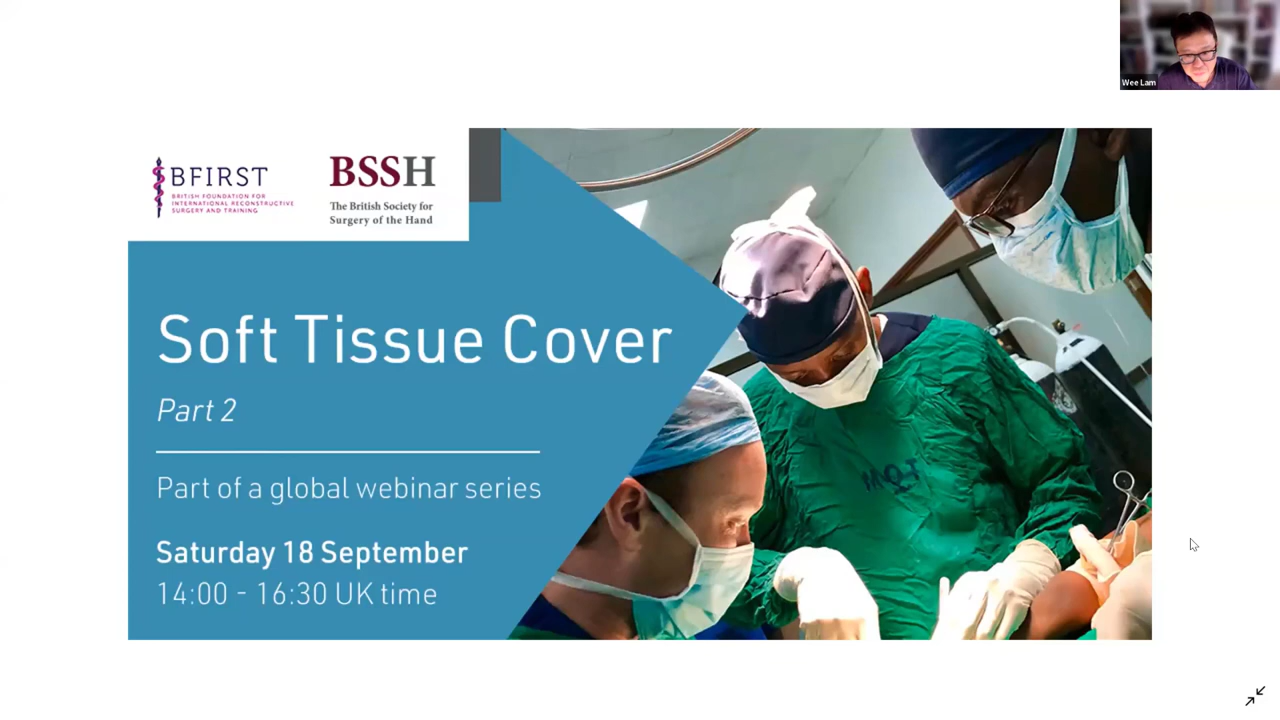 Wee Lam
BFIRST
BRITISH FOUNDATION FOR
INTERNATIONAL RECONSTRUCTIVE
SURGERY AND TRAINING
BSSH
The British Society for
Surgery of the Hand
Soft Tissue Cover
Part 2
Part of a global webinar series
Saturday 18 September
14:00 - 16:30 UK time